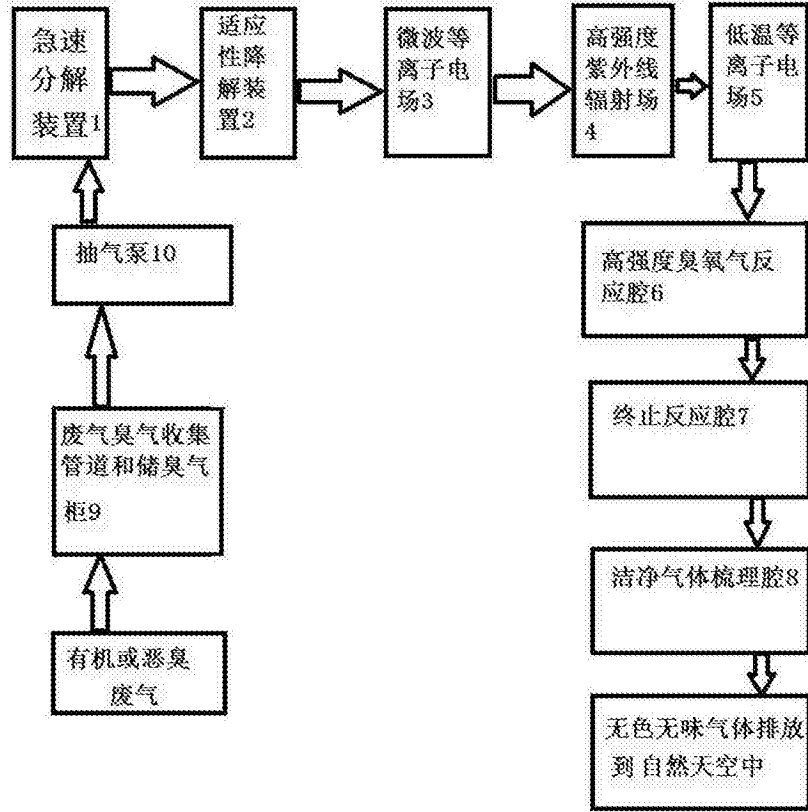 急速
分解
装置1
适应
性降
解装
置2
微波等
离子电
场3
高强度
紫外线
辐射场
4
低温等
离子电
场5
抽气泵10
高强度臭氧气反
应腔6
废气臭气收集
管道和储臭气
柜9
终止反应腔7
洁净气体梳理腔8
有机或恶臭
废气
无色无味气体排放
到自然天空中